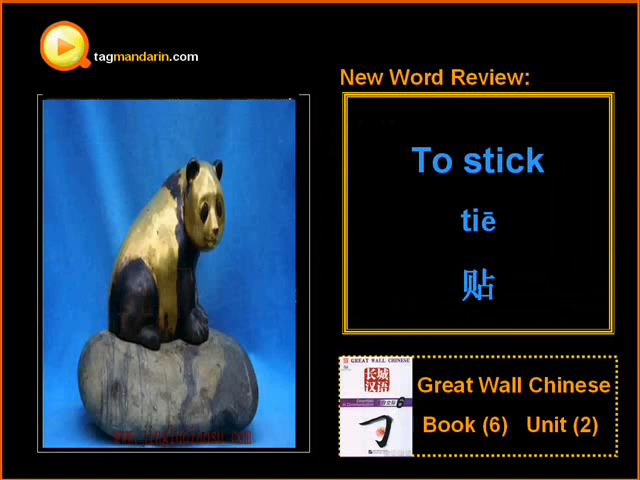 tagmandarin.com
New Word Review:
To stick
tiē
贴
GREAT WALL CHINESE
长城
汉语
6
Great Wall Chinese
Book (6) Unit (2)